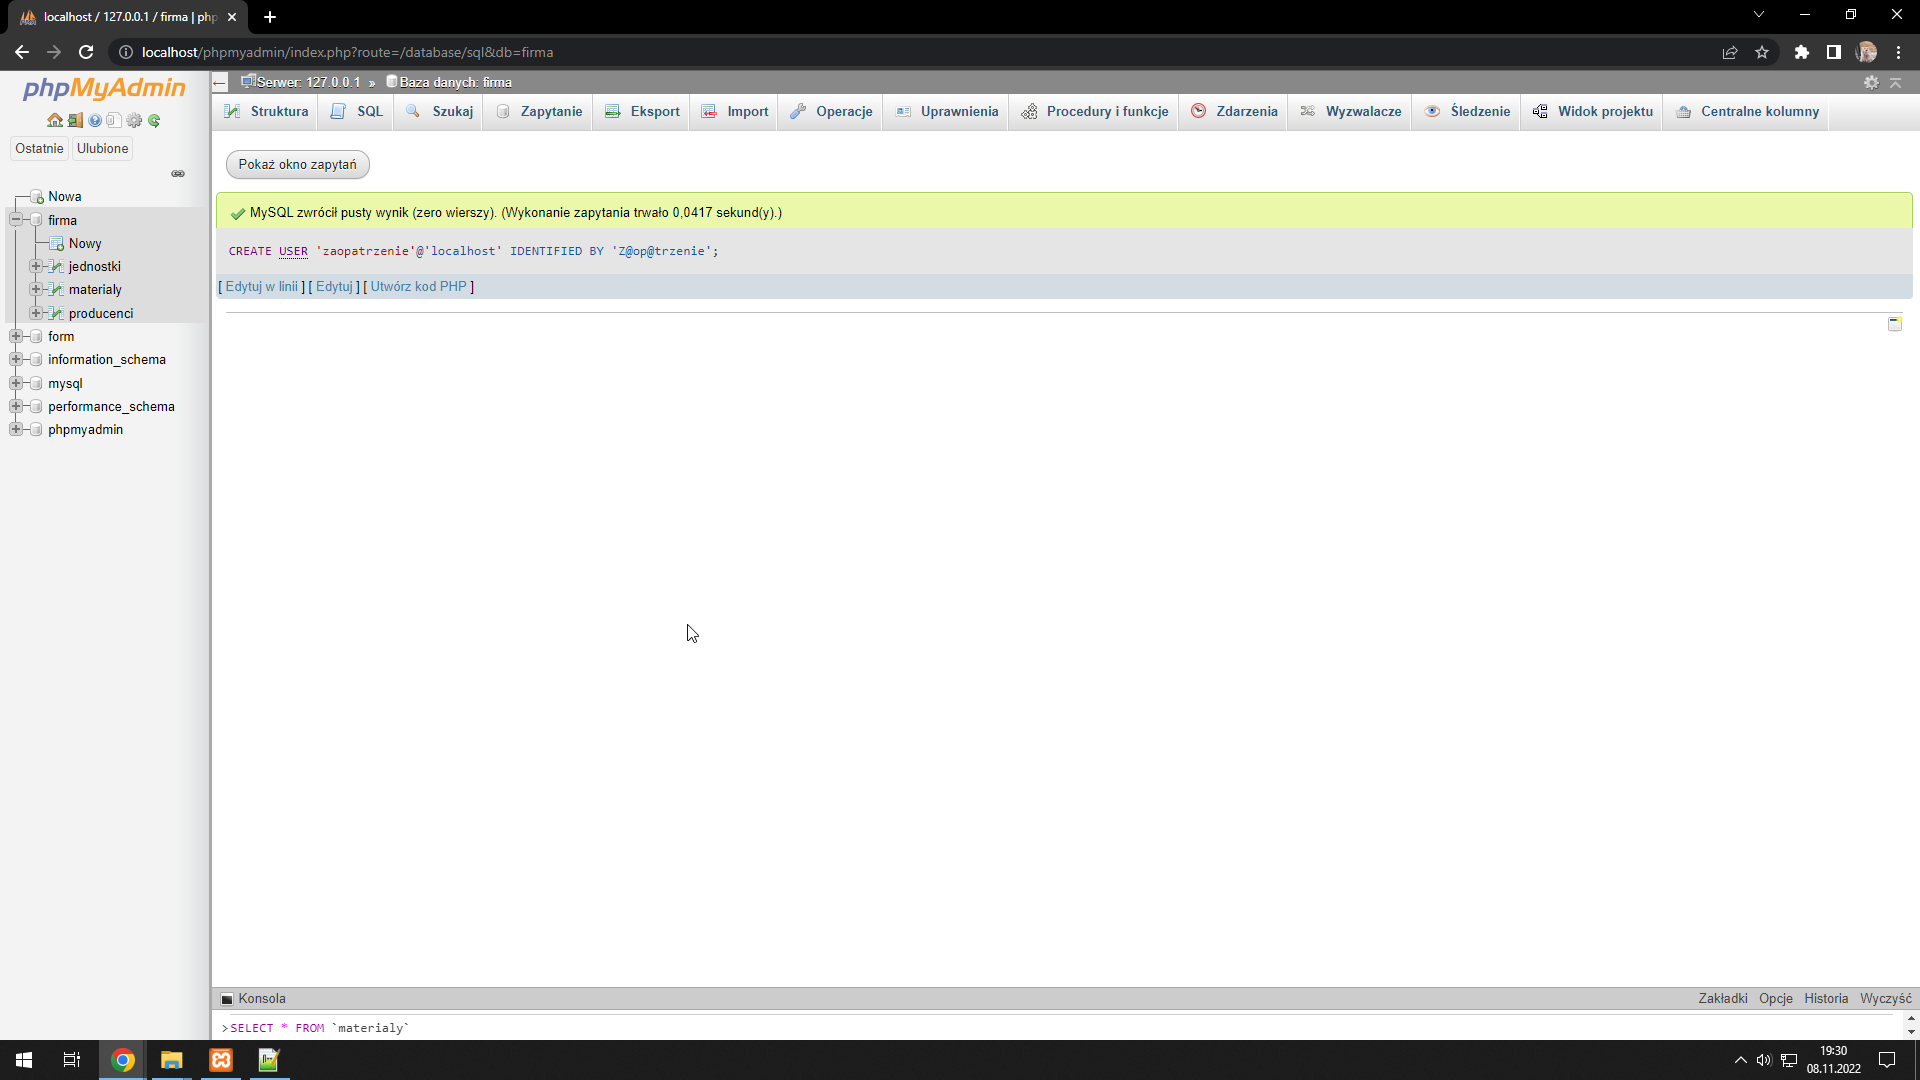 localhost / 127.0.0.1 / firma | php
localhost/phpmyadmin/index.php?route=/database/sql&db=firma
phpMyAdmin
Ostatnie Ulubione
Nowa
firma
Nowy
jednostki
materialy
producenci
form
information_schema
mysql
performance_schema
phpmyadmin
Serwer: 127.0.0.1 » Baza danych: firma
Struktura SQL Szukaj Zapytanie Eksport Import Operacje Uprawnienia Procedury i funkcje Zdarzenia Wyzwalacze Śledzenie Widok projektu Centralne kolumny
Pokaż okno zapytań
MySQL zwrócił pusty wynik (zero wierszy). (Wykonanie zapytania trwało 0,0417 sekund(y).)
CREATE USER 'zaopatrzenie'@'localhost' IDENTIFIED BY 'Z@op@trzenie';
[ Edytuj w linii ] [ Edytuj ] [ Utwórz kod PHP ]
Konsola Zakładki Opcje Historia Wyczyść
>SELECT * FROM `materialy`
19:30
08.11.2022